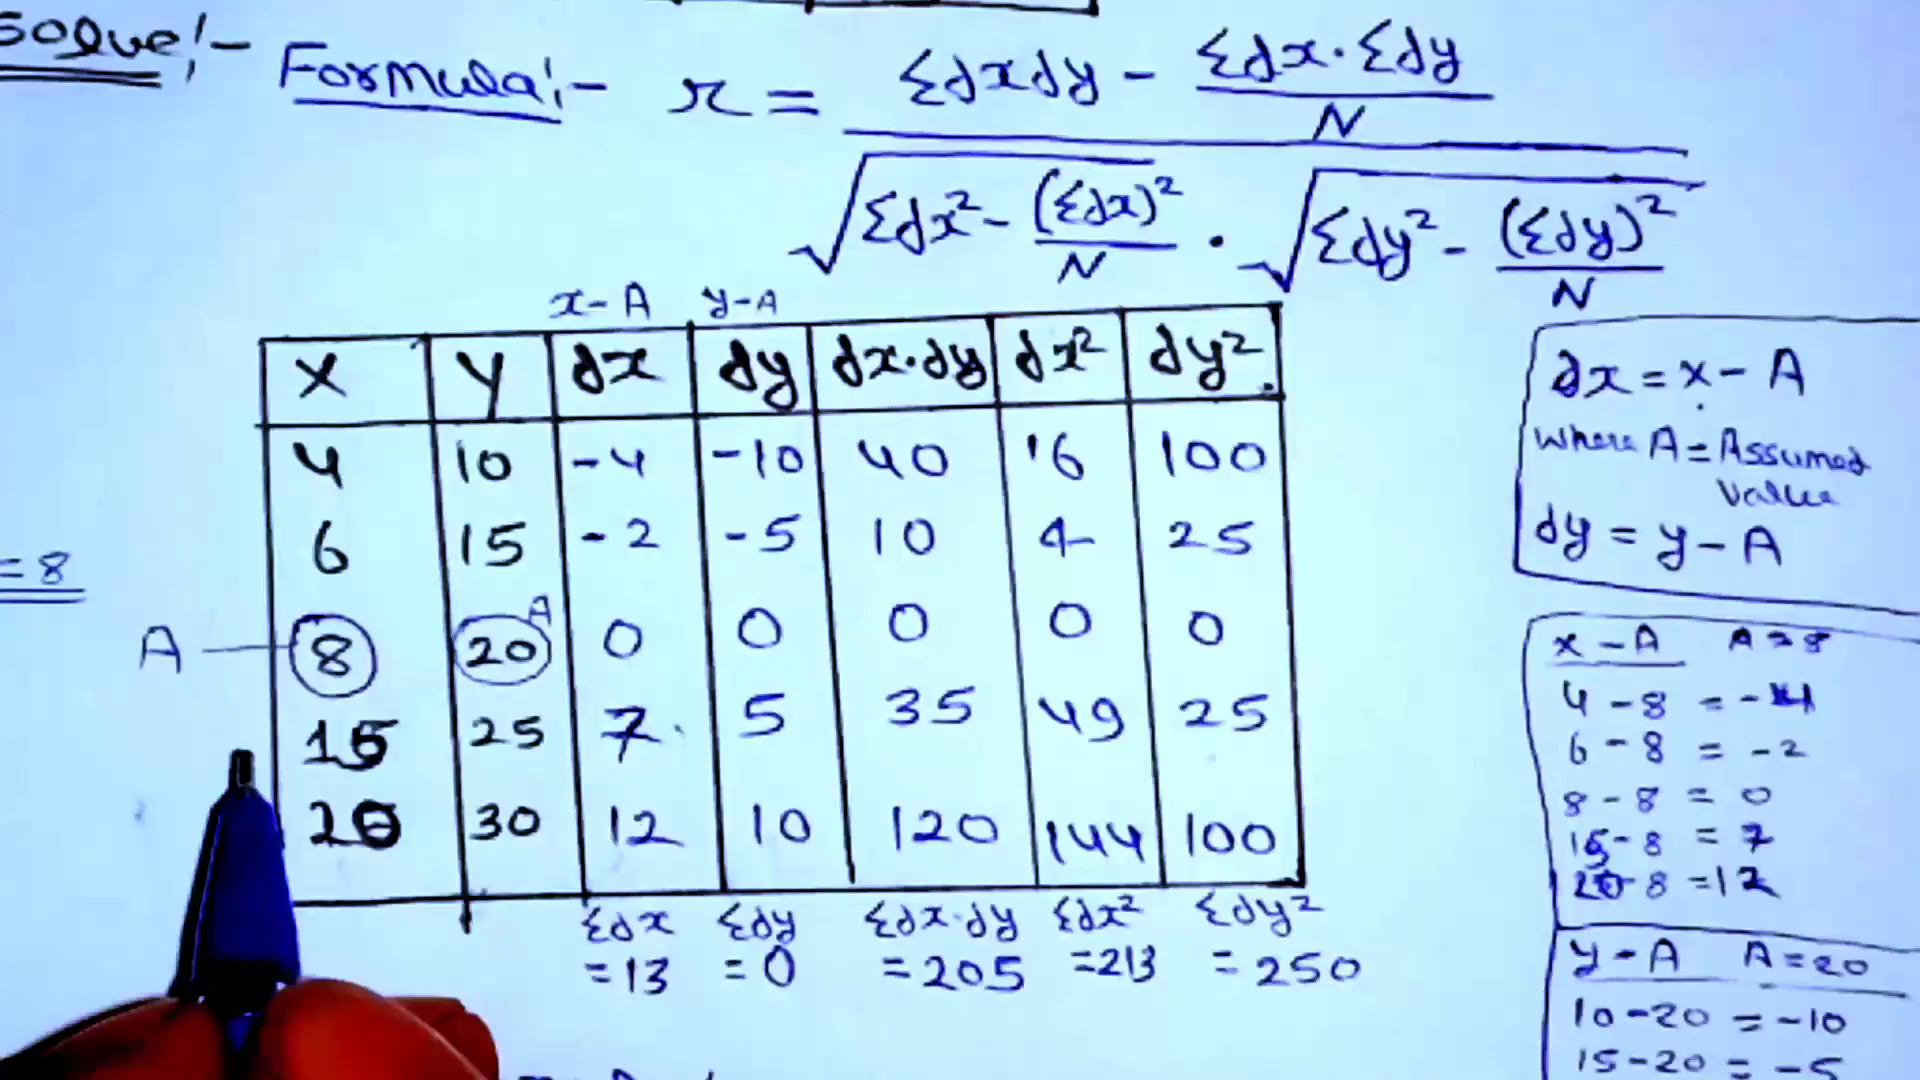 Solve:-
Formula:- r = Σdxdy - Σdx·Σdy / N
√Σdx² - (Σdx)² / N · √Σdy² - (Σdy)² / N
x-A y-A
x y dx dy dx·dy dx² dy²
4 10 -4 -10 40 16 100
6 15 -2 -5 10 4 25
= 8
A
A 8 20 0 0 0 0 0
15 25 7 5 35 49 25
20 30 12 10 120 144 100
Σdx Σdy Σdx·dy Σdx² Σdy²
=13 =0 =205 =213 =250
dx = x - A
where A = Assumed
value
dy = y - A
x - A A = 8
4 - 8 = -4
6 - 8 = -2
8 - 8 = 0
15 - 8 = 7
20 - 8 = 12
y - A A = 20
10 - 20 = -10
15 - 20 = -5